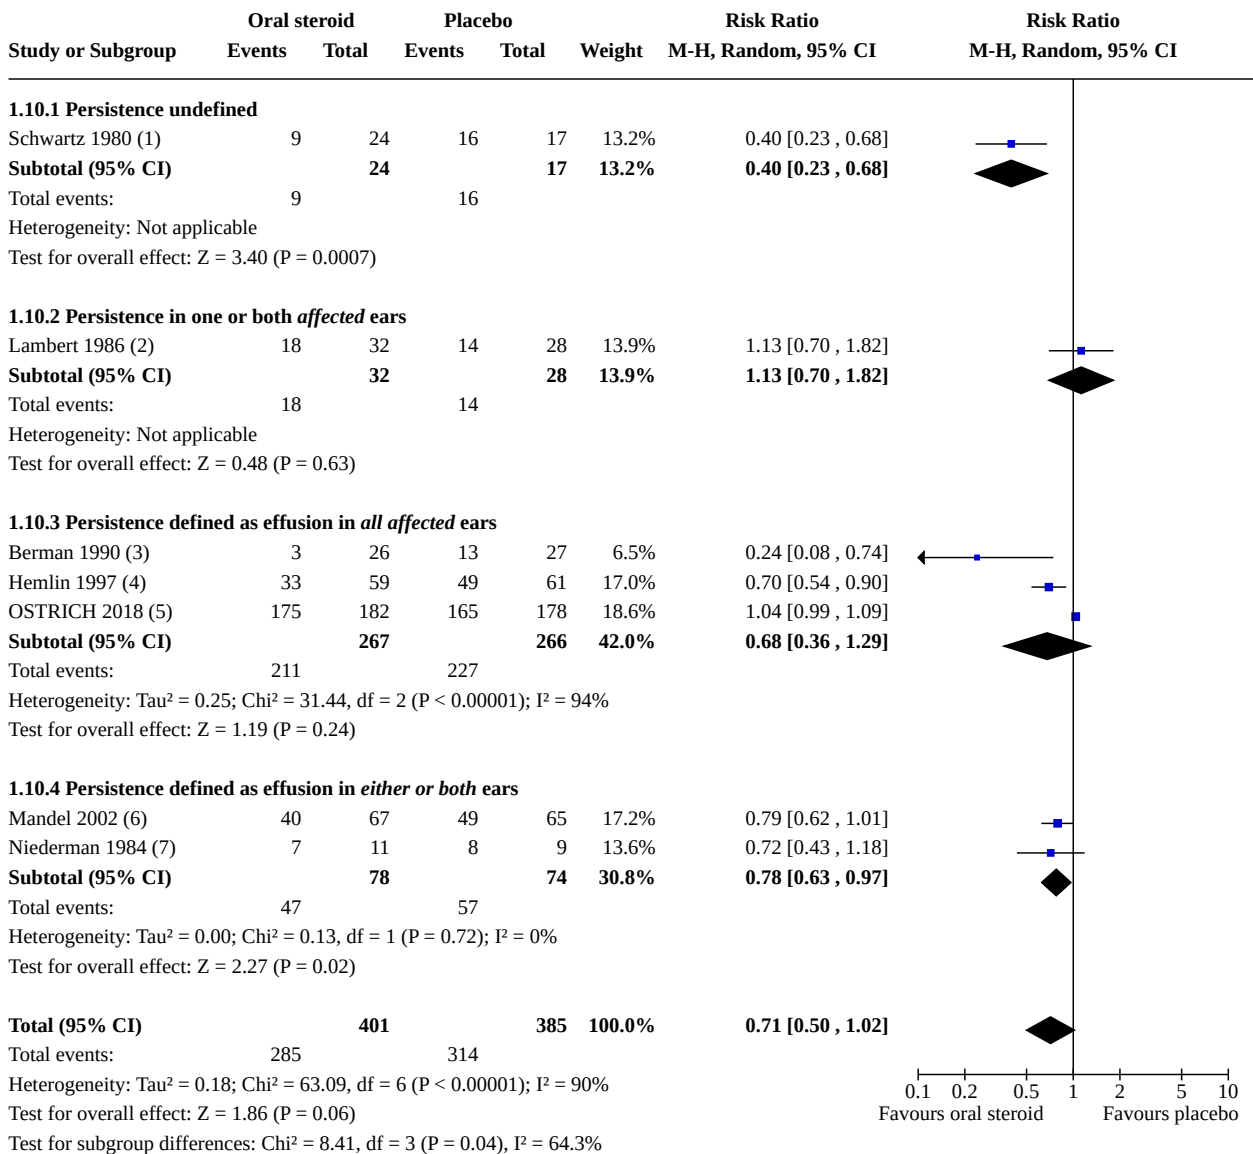 Oral steroid Placebo Risk Ratio Risk Ratio
Study or Subgroup Events Total Events Total Weight M-H, Random, 95% CI M-H, Random, 95% CI
1.10.1 Persistence undefined
Schwartz 1980 (1) 9 24 16 17 13.2% 0.40 [0.23 , 0.68]
Subtotal (95% CI) 24 17 13.2% 0.40 [0.23 , 0.68]
Total events: 9 16
Heterogeneity: Not applicable
Test for overall effect: Z = 3.40 (P = 0.0007)
1.10.2 Persistence in one or both affected ears
Lambert 1986 (2) 18 32 14 28 13.9% 1.13 [0.70 , 1.82]
Subtotal (95% CI) 32 28 13.9% 1.13 [0.70 , 1.82]
Total events: 18 14
Heterogeneity: Not applicable
Test for overall effect: Z = 0.48 (P = 0.63)
1.10.3 Persistence defined as effusion in all affected ears
Berman 1990 (3) 3 26 13 27 6.5% 0.24 [0.08 , 0.74]
Hemlin 1997 (4) 33 59 49 61 17.0% 0.70 [0.54 , 0.90]
OSTRICH 2018 (5) 175 182 165 178 18.6% 1.04 [0.99 , 1.09]
Subtotal (95% CI) 267 266 42.0% 0.68 [0.36 , 1.29]
Total events: 211 227
Heterogeneity: Tau² = 0.25; Chi² = 31.44, df = 2 (P < 0.00001); I² = 94%
Test for overall effect: Z = 1.19 (P = 0.24)
1.10.4 Persistence defined as effusion in either or both ears
Mandel 2002 (6) 40 67 49 65 17.2% 0.79 [0.62 , 1.01]
Niederman 1984 (7) 7 11 8 9 13.6% 0.72 [0.43 , 1.18]
Subtotal (95% CI) 78 74 30.8% 0.78 [0.63 , 0.97]
Total events: 47 57
Heterogeneity: Tau² = 0.00; Chi² = 0.13, df = 1 (P = 0.72); I² = 0%
Test for overall effect: Z = 2.27 (P = 0.02)
Total (95% CI) 401 385 100.0% 0.71 [0.50 , 1.02]
Total events: 285 314
Heterogeneity: Tau² = 0.18; Chi² = 63.09, df = 6 (P < 0.00001); I² = 90%
0.1 0.2 0.5 1 2 5 10
Test for overall effect: Z = 1.86 (P = 0.06) Favours oral steroid Favours placebo
Test for subgroup differences: Chi² = 8.41, df = 3 (P = 0.04), I² = 64.3%